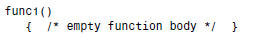 func1()
{ /* empty function body */ }